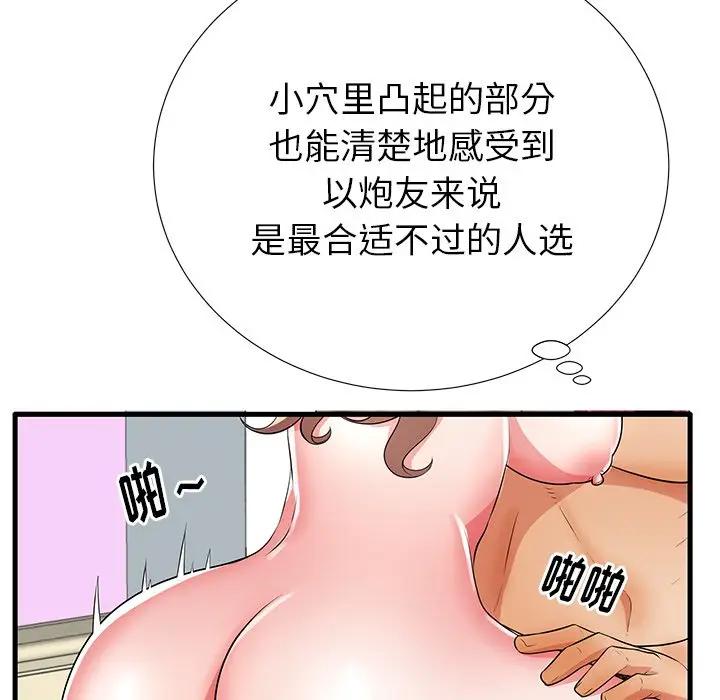 小穴里凸起的部分
也能清楚地感受到
以炮友来说
是最合适不过的人选
啪～
啪啪